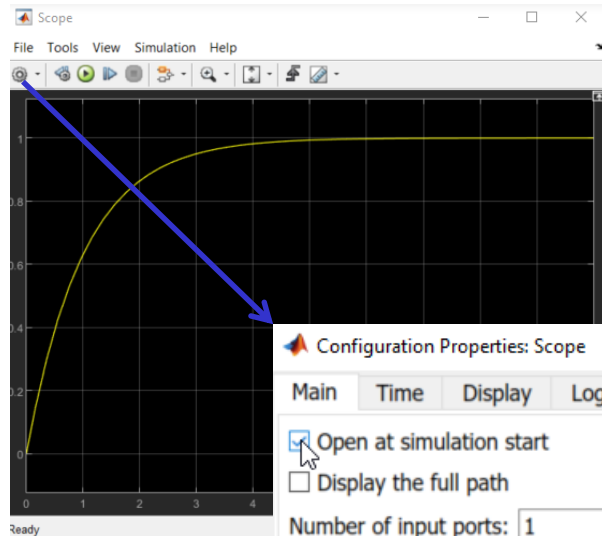 Scope
File Tools View Simulation Help
1
0.8
0.6
0.4
0.2
0
0 1 2 3 4
Ready
Configuration Properties: Scope
Main Time Display Log
Open at simulation start
Display the full path
Number of input ports: 1